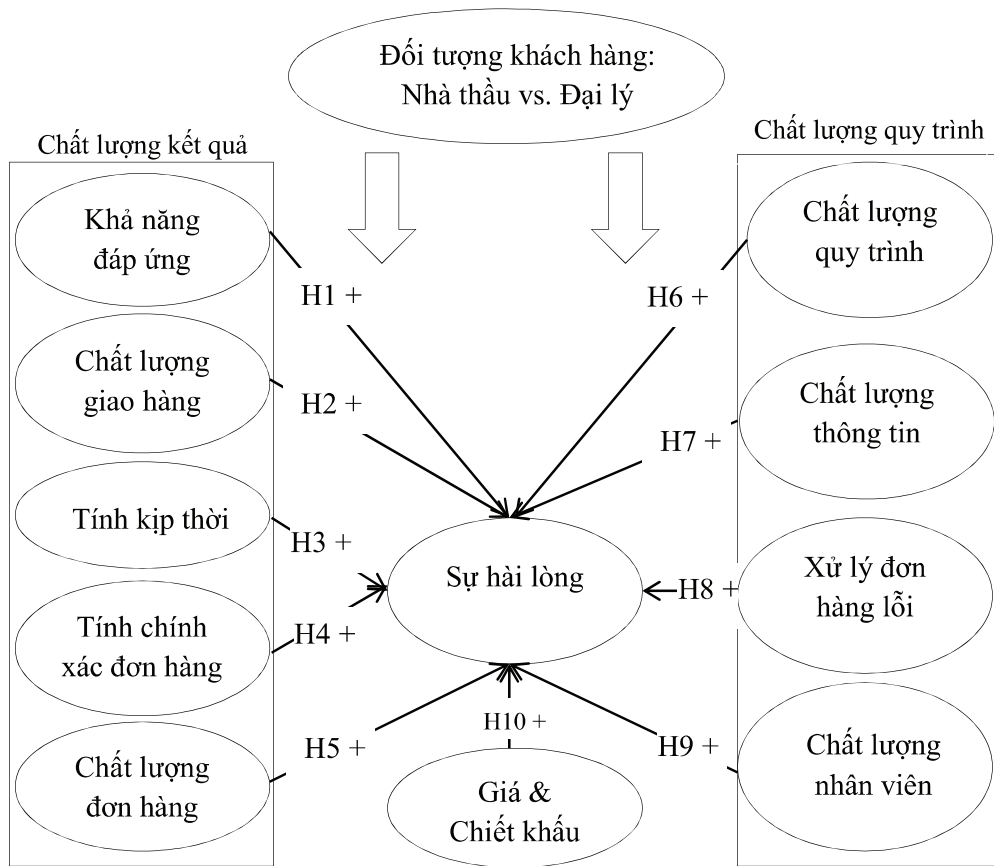 Đối tượng khách hàng:
Nhà thầu vs. Đại lý
Chất lượng kết quả
Chất lượng quy trình
Khả năng
đáp ứng
Chất lượng
giao hàng
Tính kịp thời
Tính chính
xác đơn hàng
Chất lượng
đơn hàng
H1 +
H2 +
H3 +
H4 +
H5 +
Sự hài lòng
H10 +
Giá &
Chiết khấu
H6 +
H7 +
H8 +
H9 +
Chất lượng
quy trình
Chất lượng
thông tin
Xử lý đơn
hàng lỗi
Chất lượng
nhân viên